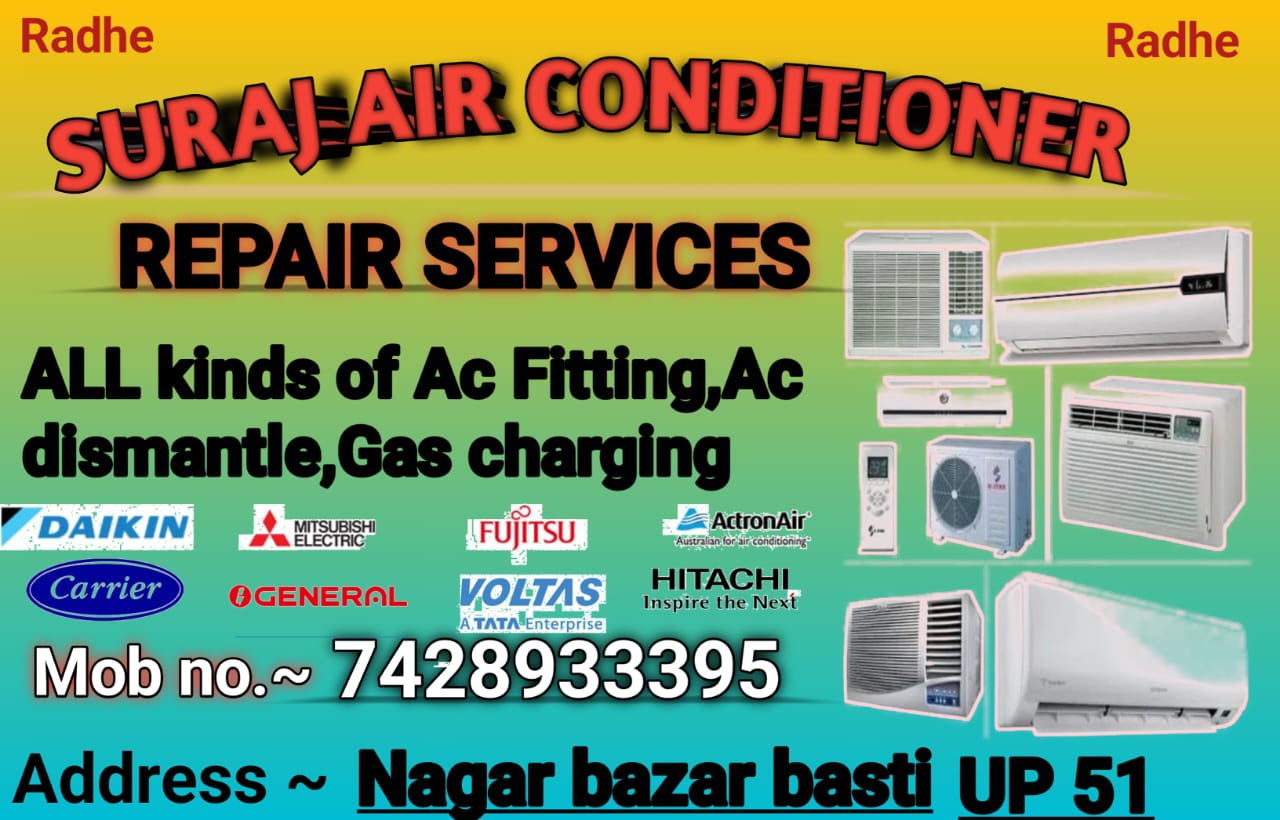 Radhe
Radhe
SURAJ AIR CONDITIONER
REPAIR SERVICES
ALL kinds of Ac Fitting,Ac
dismantle,Gas charging
DAIKIN
MITSUBISHI
ELECTRIC
FUJITSU
ActronAir
Australian for air conditioning
Carrier
GENERAL
VOLTAS
A TATA Enterprise
HITACHI
Inspire the Next
Mob no.~ 7428933395
Address ~ Nagar bazar basti UP 51